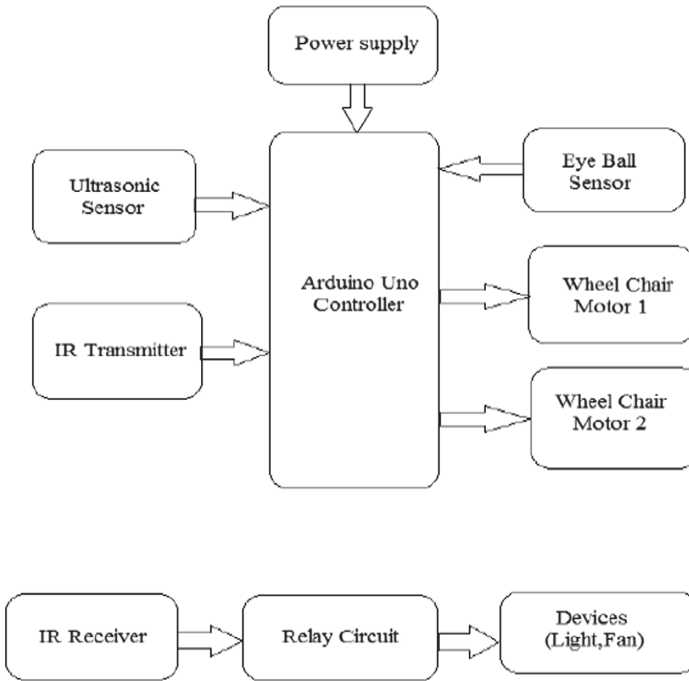 Power supply
Ultrasonic
Sensor
Eye Ball
Sensor
Arduino Uno
Controller
Wheel Chair
Motor 1
IR Transmitter
Wheel Chair
Motor 2
IR Receiver
Relay Circuit
Devices
(Light,Fan)